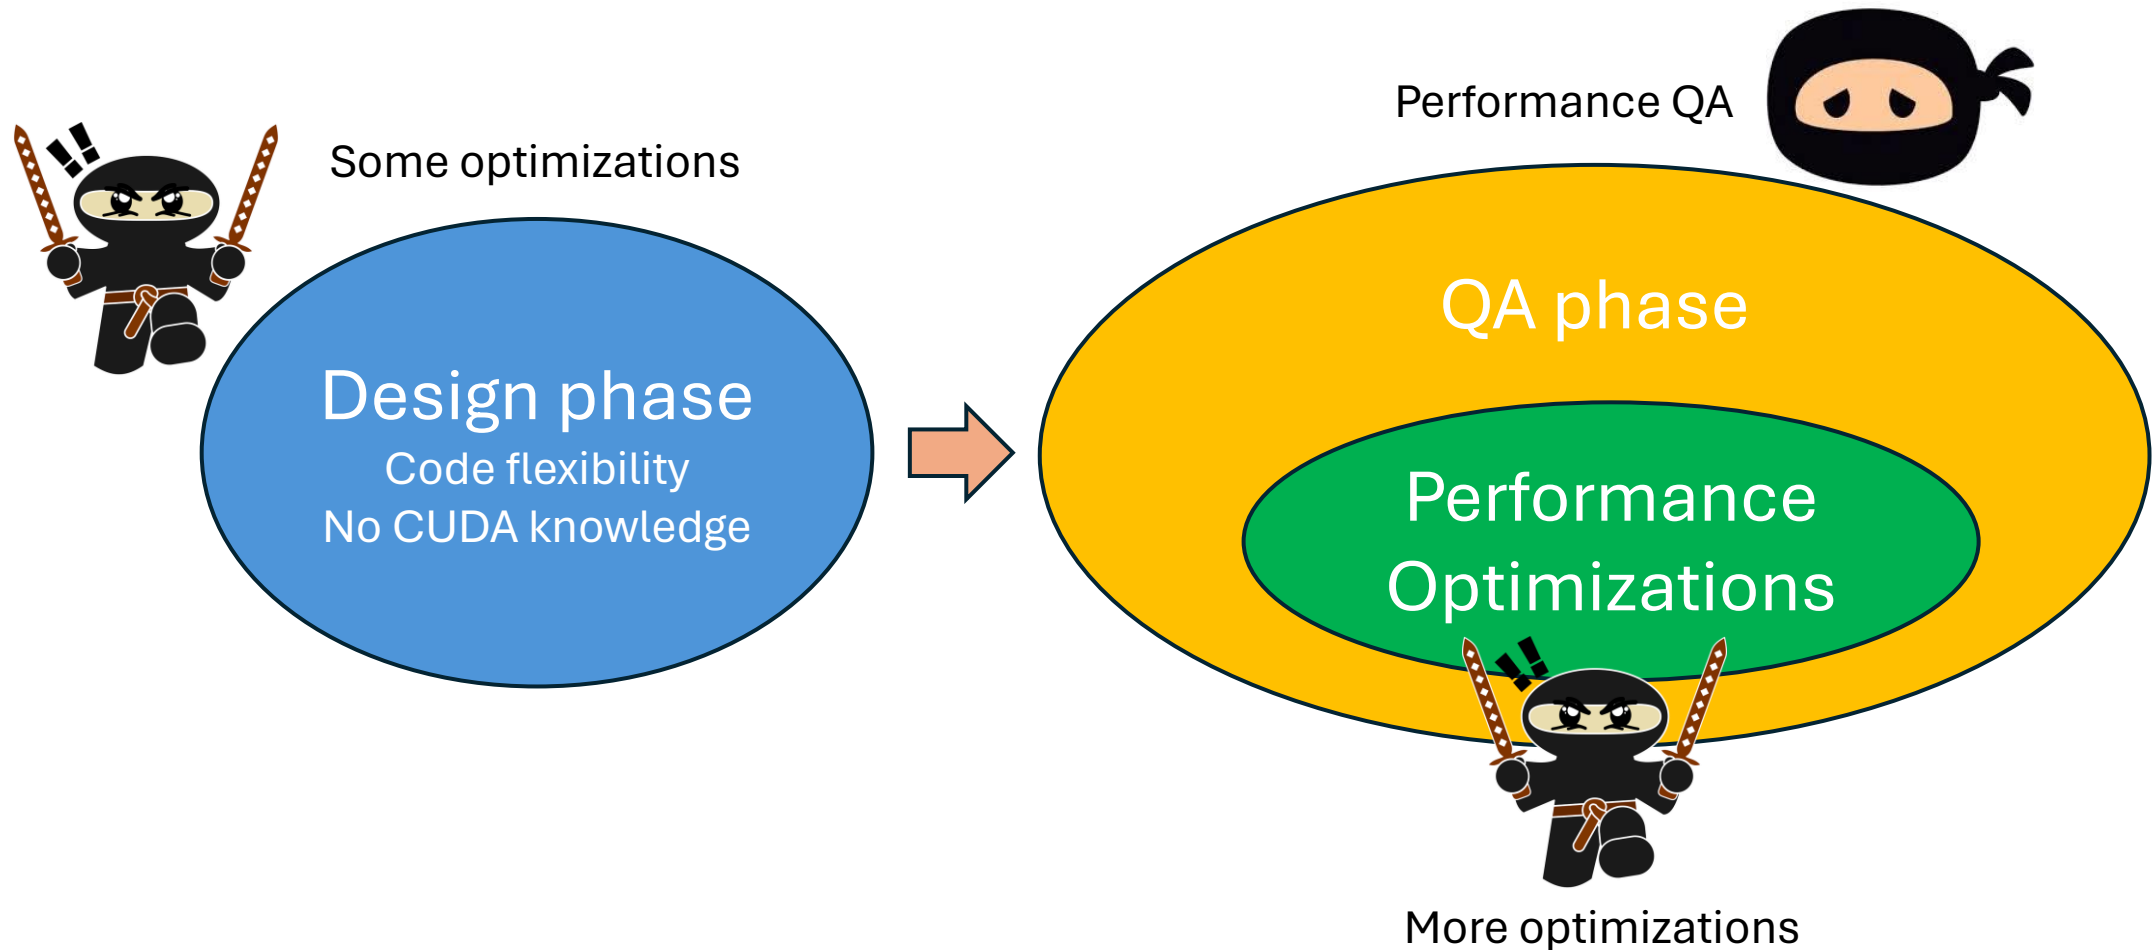 Some optimizations
Design phase
Code flexibility
No CUDA knowledge
Performance QA
QA phase
Performance
Optimizations
More optimizations